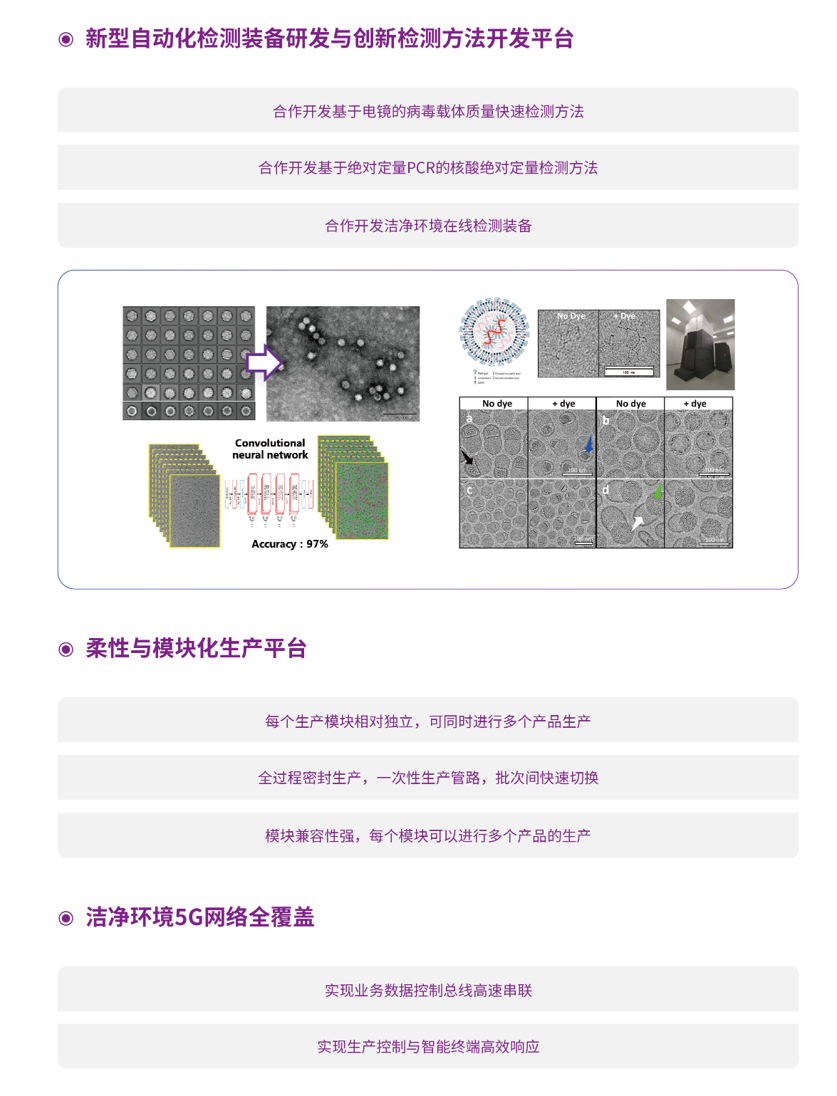 新型自动化检测装备研发与创新检测方法开发平台
合作开发基于电镜的病毒载体质量快速检测方法
合作开发基于绝对定量PCR的核酸绝对定量检测方法
合作开发洁净环境在线检测装备
No Dye
+ Dye
100 nm
Convolutional
neural network
Accuracy : 97%
No dye
+ dye
No dye
+ dye
a
b
c
d
柔性与模块化生产平台
每个生产模块相对独立，可同时进行多个产品生产
全过程密封生产，一次性生产管路，批次间快速切换
模块兼容性强，每个模块可以进行多个产品的生产
洁净环境5G网络全覆盖
实现业务数据控制总线高速串联
实现生产控制与智能终端高效响应